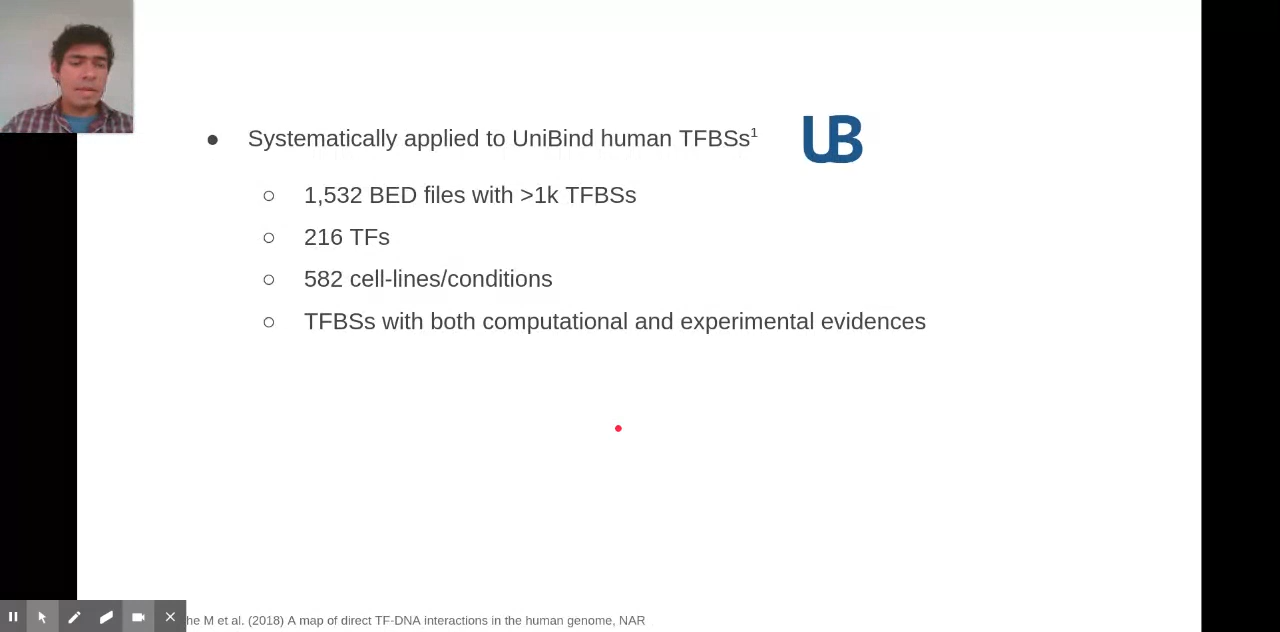 ● Systematically applied to UniBind human TFBSs¹ UB
○ 1,532 BED files with >1k TFBSs
○ 216 TFs
○ 582 cell-lines/conditions
○ TFBSs with both computational and experimental evidences
M et al. (2018) A map of direct TF-DNA interactions in the human genome, NAR